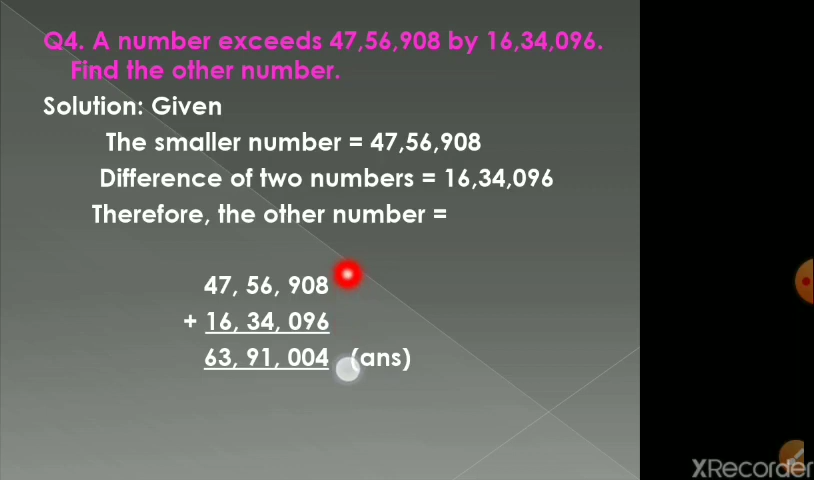 Q4. A number exceeds 47,56,908 by 16,34,096.
Find the other number.
Solution: Given
The smaller number = 47,56,908
Difference of two numbers = 16,34,096
Therefore, the other number =
47, 56, 908
+ 16, 34, 096
63, 91, 004 (ans)
XRecorder